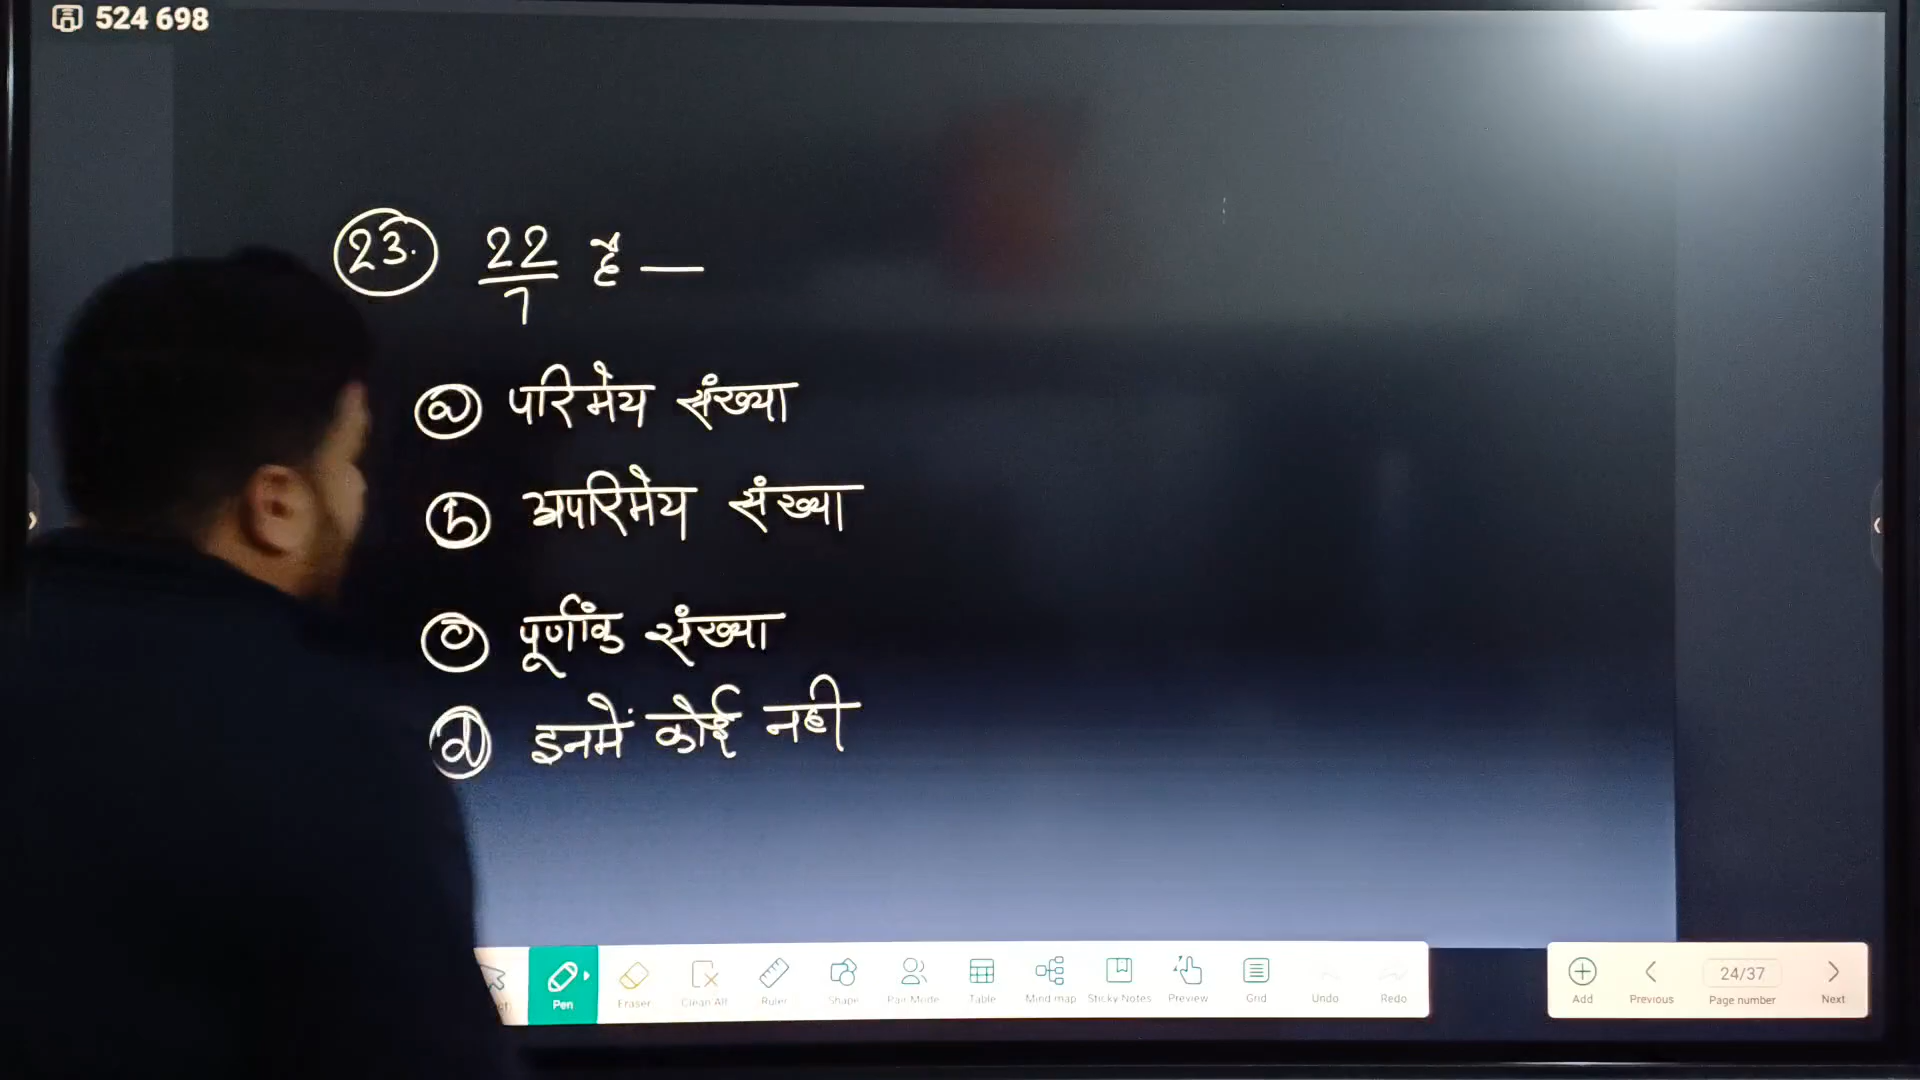 524 698
23. 22/7 है —
a परिमेय संख्या
b अपरिमेय संख्या
c पूर्णांक संख्या
d इनमें कोई नही
Pen Eraser Clean All Ruler Shape Pair Mode Table Mind map Sticky Notes Preview Grid Undo Redo
Add Previous 24/37 Page number Next